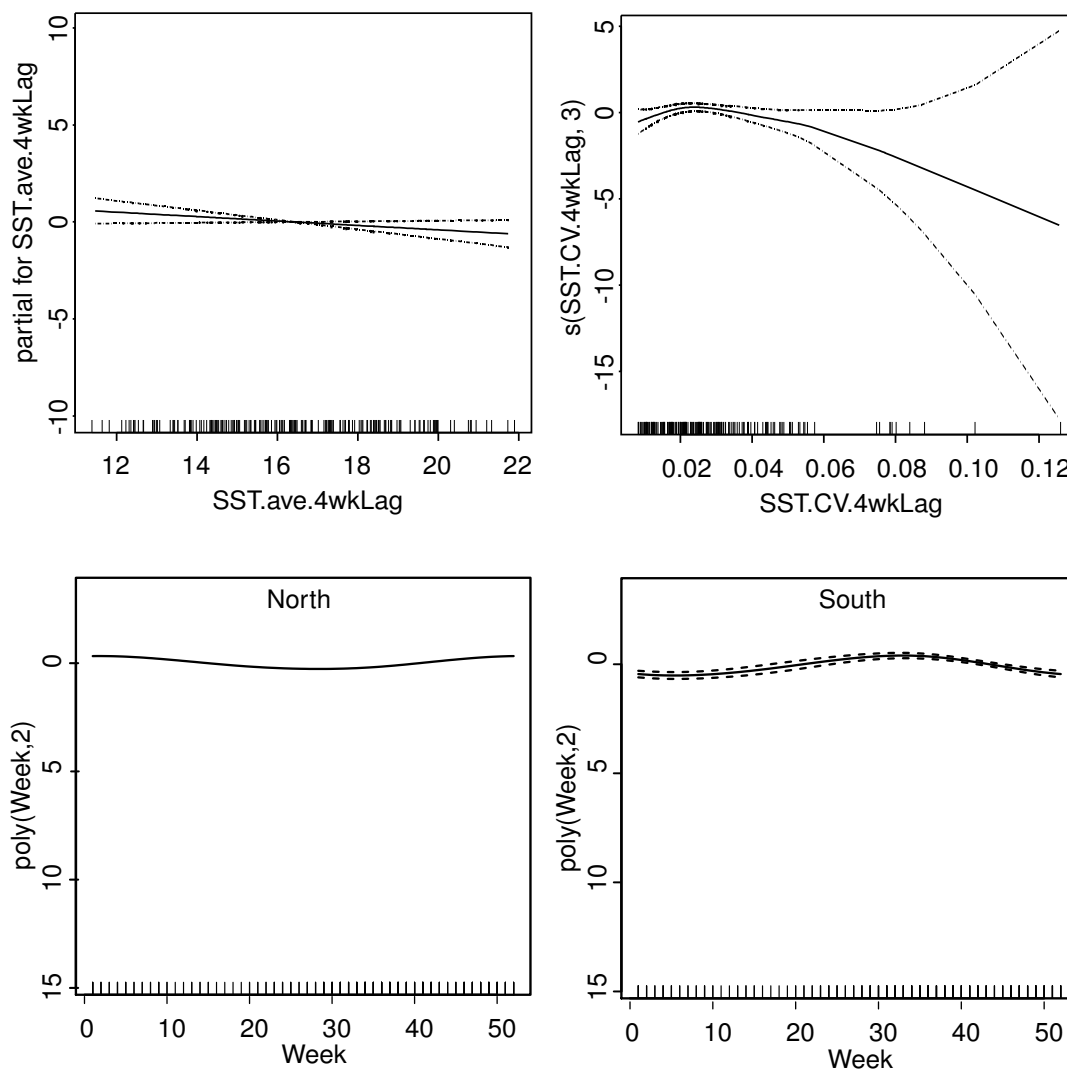 partial for SST.ave.4wkLag
10
5
0
-5
-10
12 14 16 18 20 22
SST.ave.4wkLag
s(SST.CV.4wkLag, 3)
5
0
-5
-10
-15
0.02 0.04 0.06 0.08 0.10 0.12
SST.CV.4wkLag
North
poly(Week,2)
0
5
10
15
0 10 20 30 40 50
Week
South
poly(Week,2)
0
5
10
15
0 10 20 30 40 50
Week